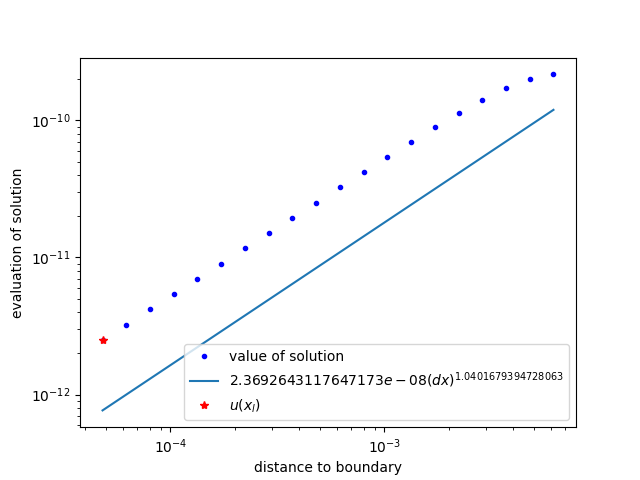 10⁻¹⁰
10⁻¹¹
10⁻¹²
evaluation of solution
value of solution
2.3692643117647173e − 08(dx)^1.0401679394728063
u(x_l)
10⁻⁴
10⁻³
distance to boundary